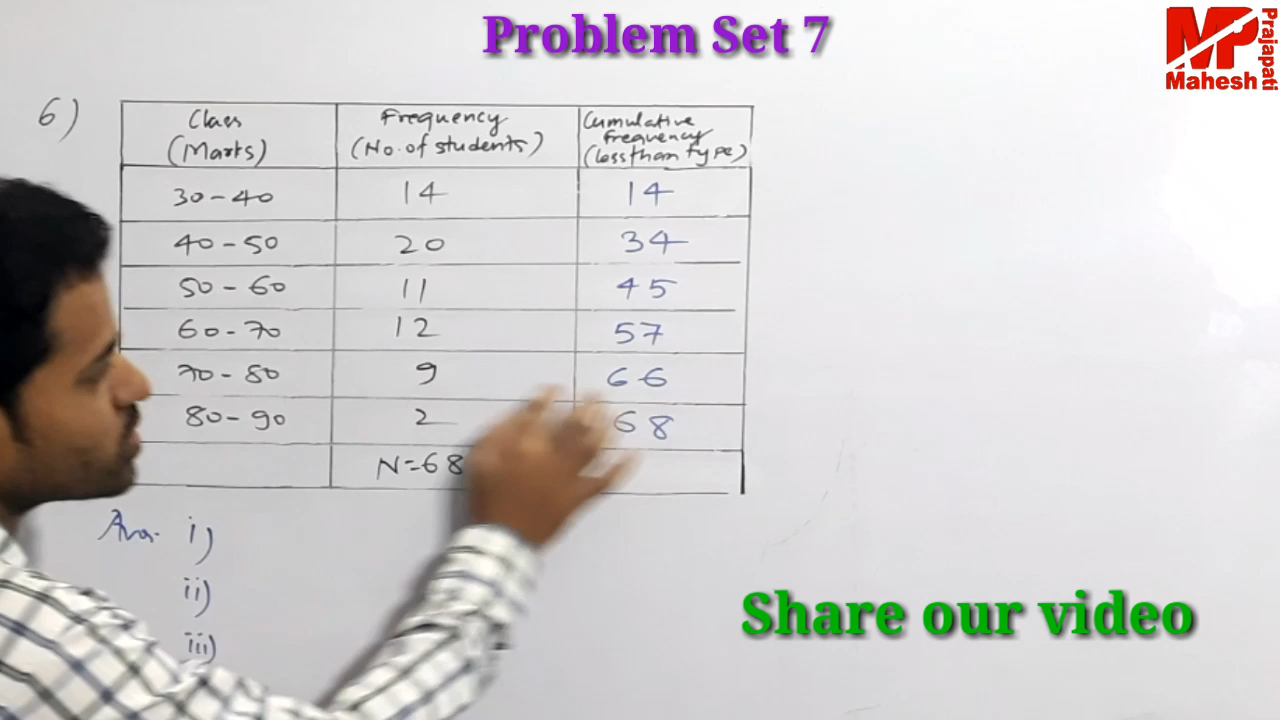 Problem Set 7
MP
Mahesh
Prajapati
6)
Class Frequency Cumulative
(Marks) (No. of students) Frequency
(less than type)
30-40 14 14
40-50 20 34
50-60 11 45
60-70 12 57
70-80 9 66
80-90 2 68
N=68
Ans. i)
ii)
iii)
Share our video